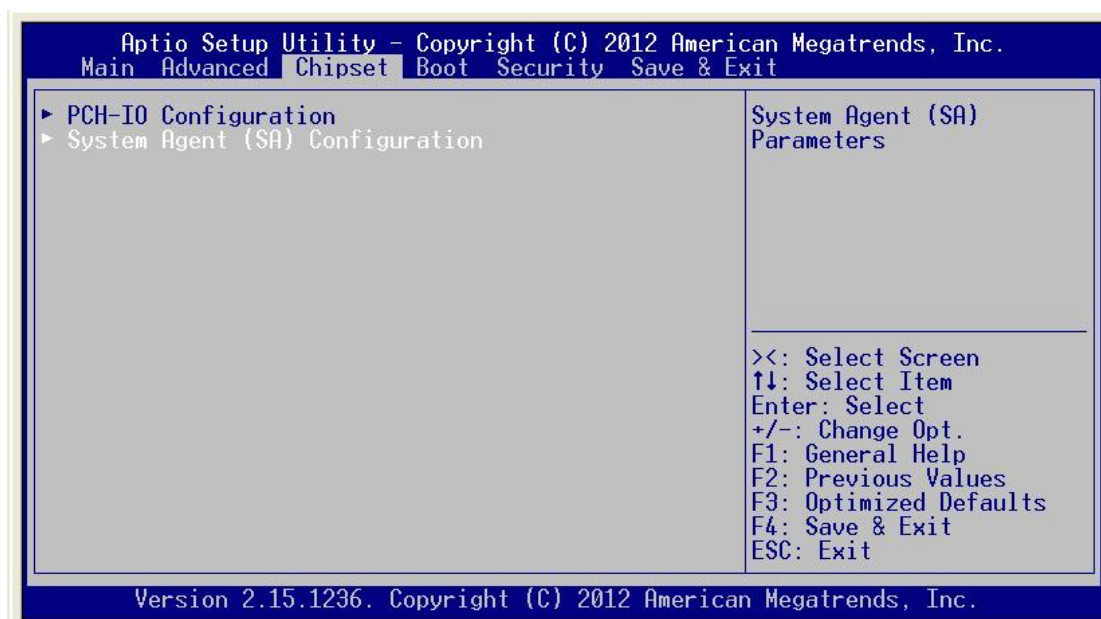 Aptio Setup Utility – Copyright (C) 2012 American Megatrends, Inc.
Main Advanced Chipset Boot Security Save & Exit
► PCH-IO Configuration
► System Agent (SA) Configuration
System Agent (SA)
Parameters
><: Select Screen
↑↓: Select Item
Enter: Select
+/-: Change Opt.
F1: General Help
F2: Previous Values
F3: Optimized Defaults
F4: Save & Exit
ESC: Exit
Version 2.15.1236. Copyright (C) 2012 American Megatrends, Inc.